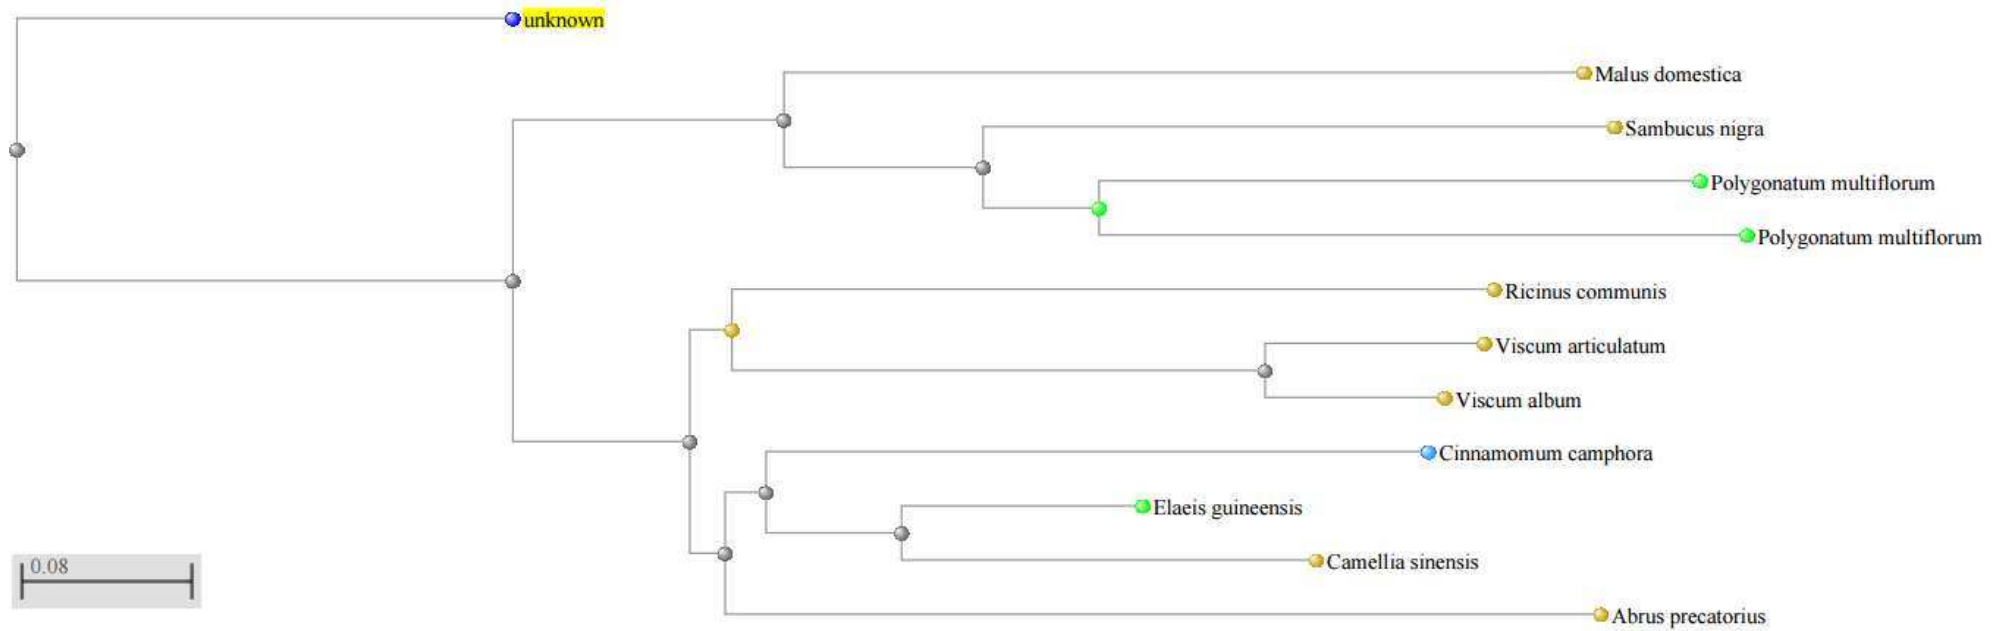 unknown
Malus domestica
Sambucus nigra
Polygonatum multiflorum
Polygonatum multiflorum
Ricinus communis
Viscum articulatum
Viscum album
Cinnamomum camphora
Elaeis guineensis
Camellia sinensis
0.08
Abrus precatorius